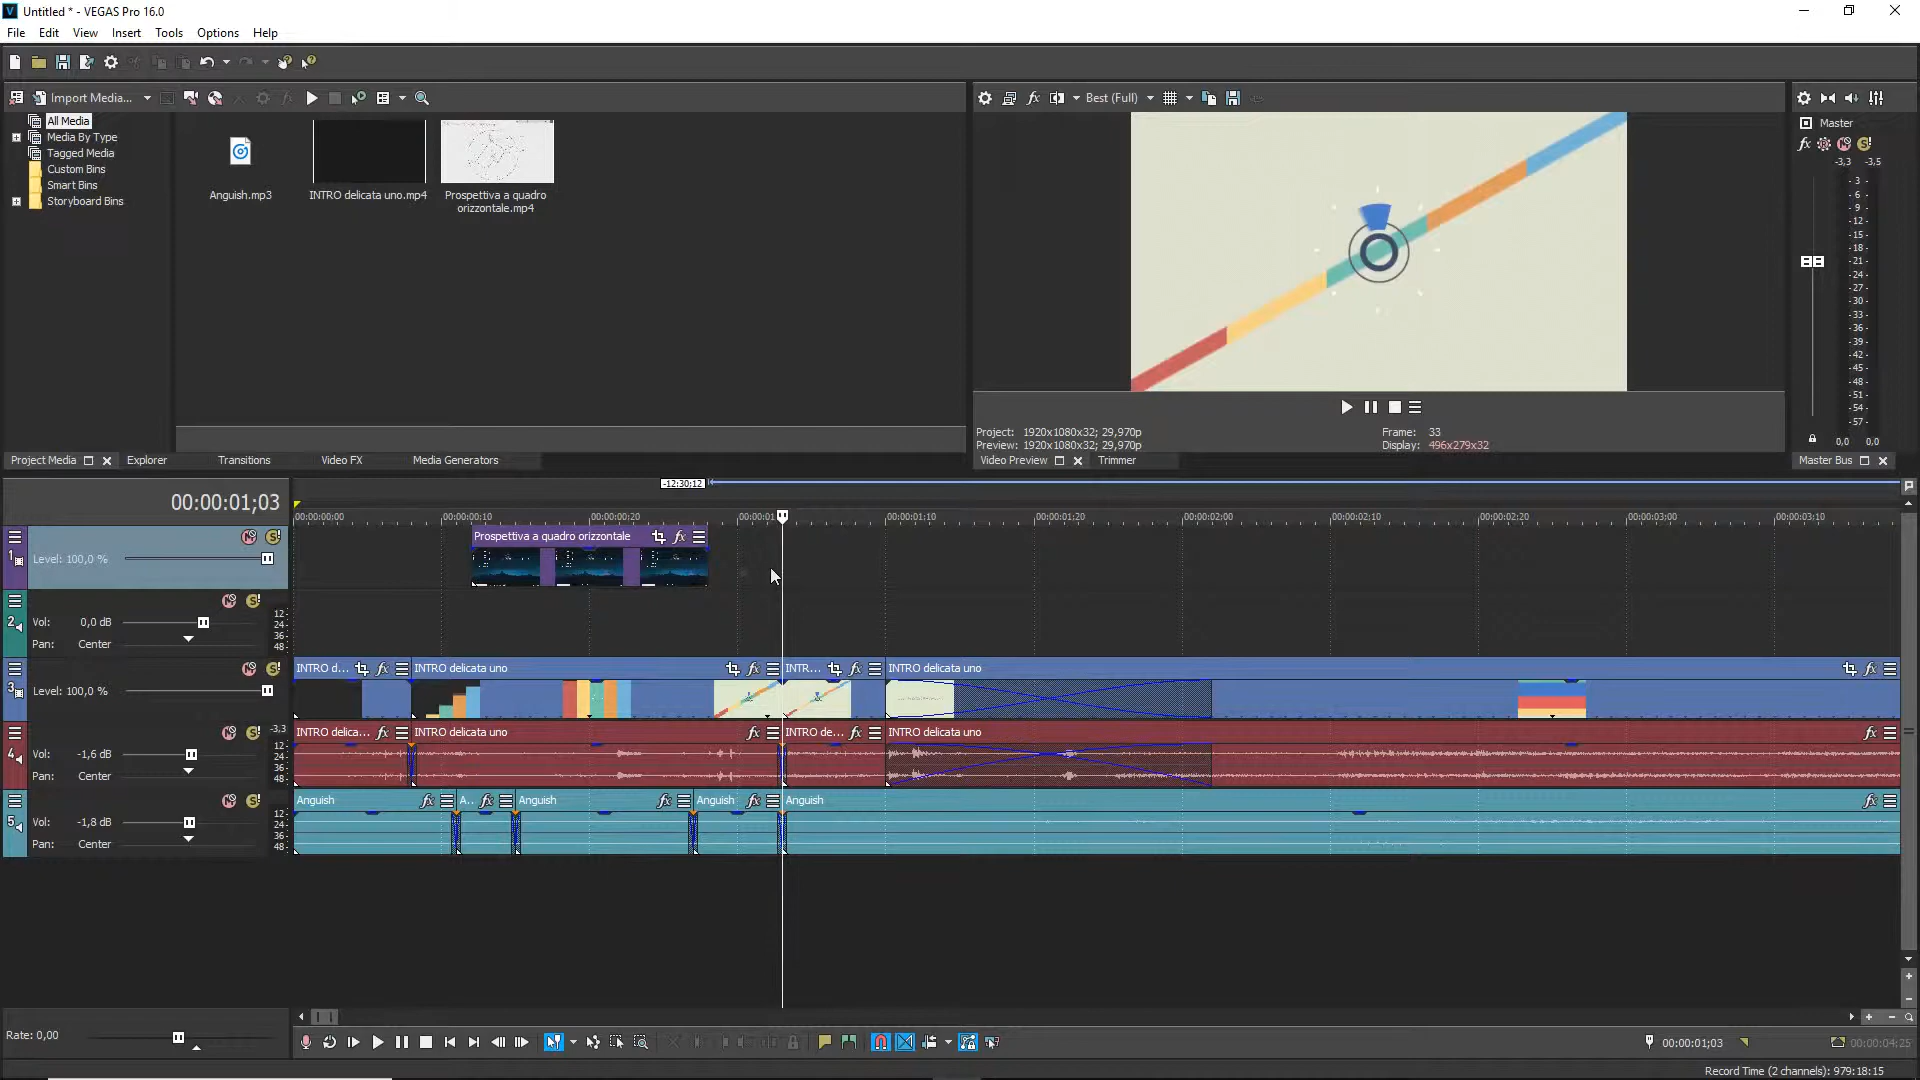 Untitled * - VEGAS Pro 16.0
File Edit View Insert Tools Options Help
Import Media...
All Media
Media By Type
Tagged Media
Custom Bins
Smart Bins
Storyboard Bins
Anguish.mp3
INTRO delicata uno.mp4
Prospettiva a quadro
orizzontale.mp4
Project Media Explorer Transitions Video FX Media Generators
Best (Full)
Project: 1920x1080x32; 29,970p
Preview: 1920x1080x32; 29,970p
Frame: 33
Display: 496x279x32
Video Preview Trimmer
Master
-3,3 -3,5
- 3 -
- 6 -
- 9 -
-12-
-15-
-18-
-21-
-24-
-27-
-30-
-33-
-36-
-39-
-42-
-45-
-48-
-51-
-54-
-57-
0,0 0,0
Master Bus
00:00:01;03
-12:30;12
00:00:00;00 00:00:00;10 00:00:00;20 00:00:01 00:00:01;10 00:00:01;20 00:00:02;00 00:00:02;10 00:00:02;20 00:00:03;00 00:00:03;10
1 Level: 100,0 %
Prospettiva a quadro orizzontale
2 Vol: 0,0 dB
Pan: Center
12-
24-
36-
48-
3 Level: 100,0 %
INTRO d... INTRO delicata uno INTR... INTRO delicata uno
4 Vol: -1,6 dB
Pan: Center
-3,3
12-
24-
36-
48-
INTRO delica... INTRO delicata uno INTRO de... INTRO delicata uno
5 Vol: -1,8 dB
Pan: Center
12-
24-
36-
48-
Anguish A.. Anguish Anguish Anguish
Rate: 0,00
00:00:01;03
00:00:04;25
Record Time (2 channels): 979:18:15